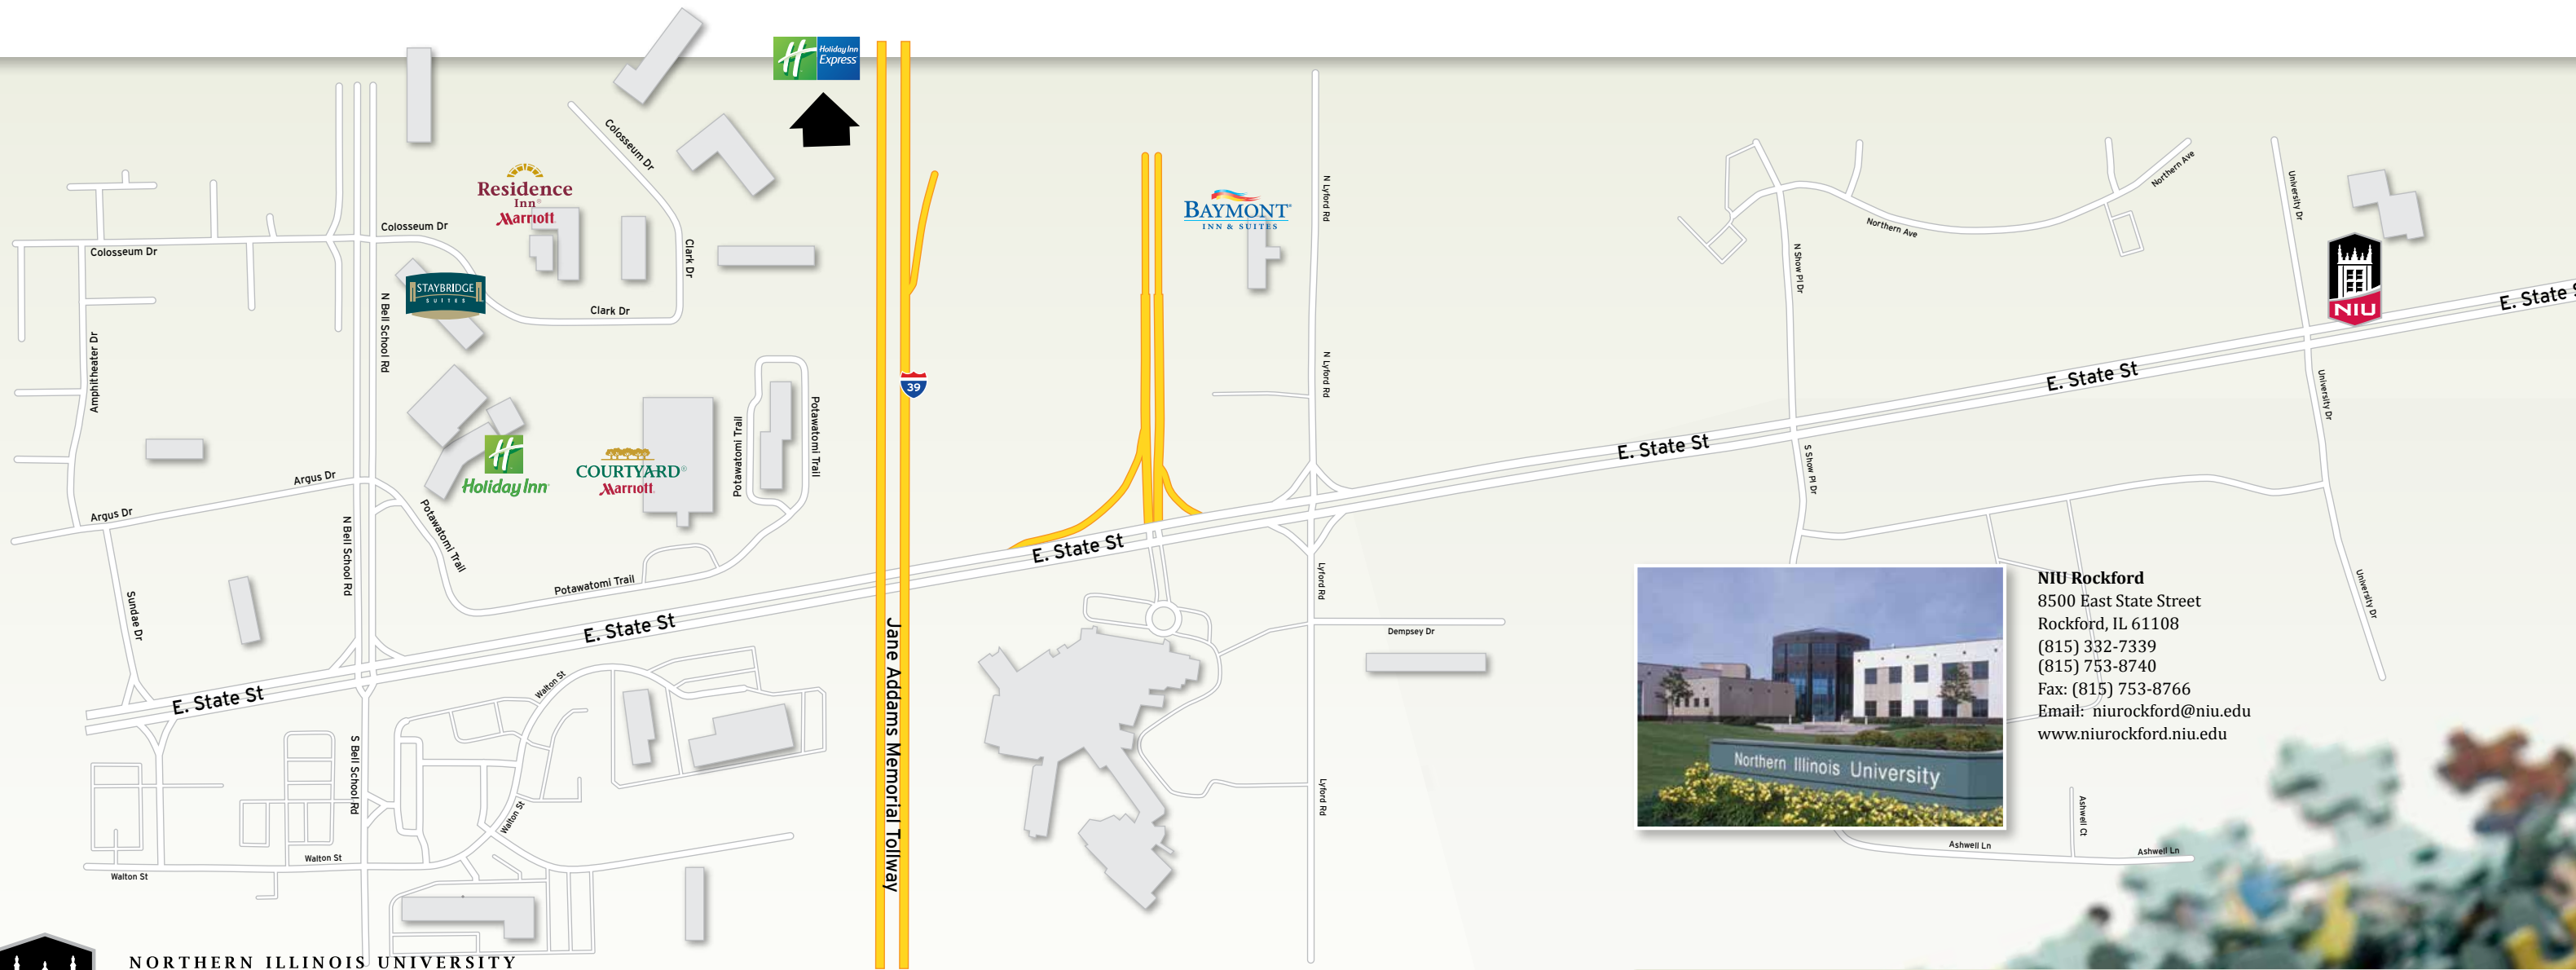 Holiday Inn
Express
Residence
Inn®
Marriott
BAYMONT®
INN & SUITES
STAYBRIDGE
SUITES
Holiday Inn
COURTYARD®
Marriott
39
NIU
Colosseum Dr
Colosseum Dr
Colosseum Dr
Clark Dr
Clark Dr
N Bell School Rd
N Bell School Rd
S Bell School Rd
Amphitheater Dr
Argus Dr
Argus Dr
Sundae Dr
Potawatomi Trail
Potawatomi Trail
Potawatomi Trail
Potawatomi Trail
E. State St
E. State St
E. State St
E. State St
E. State St
E. State S
Walton St
Walton St
Walton St
Walton St
Jane Addams Memorial Tollway
N Lyford Rd
N Lyford Rd
Lyford Rd
Lyford Rd
Dempsey Dr
N Show Pl Dr
S Show Pl Dr
Northern Ave
Northern Ave
University Dr
University Dr
University Dr
Ashwell Ct
Ashwell Ln
Ashwell Ln
Northern Illinois University
NIU Rockford
8500 East State Street
Rockford, IL 61108
(815) 332-7339
(815) 753-8740
Fax: (815) 753-8766
Email: niurockford@niu.edu
www.niurockford.niu.edu
NORTHERN ILLINOIS UNIVERSITY